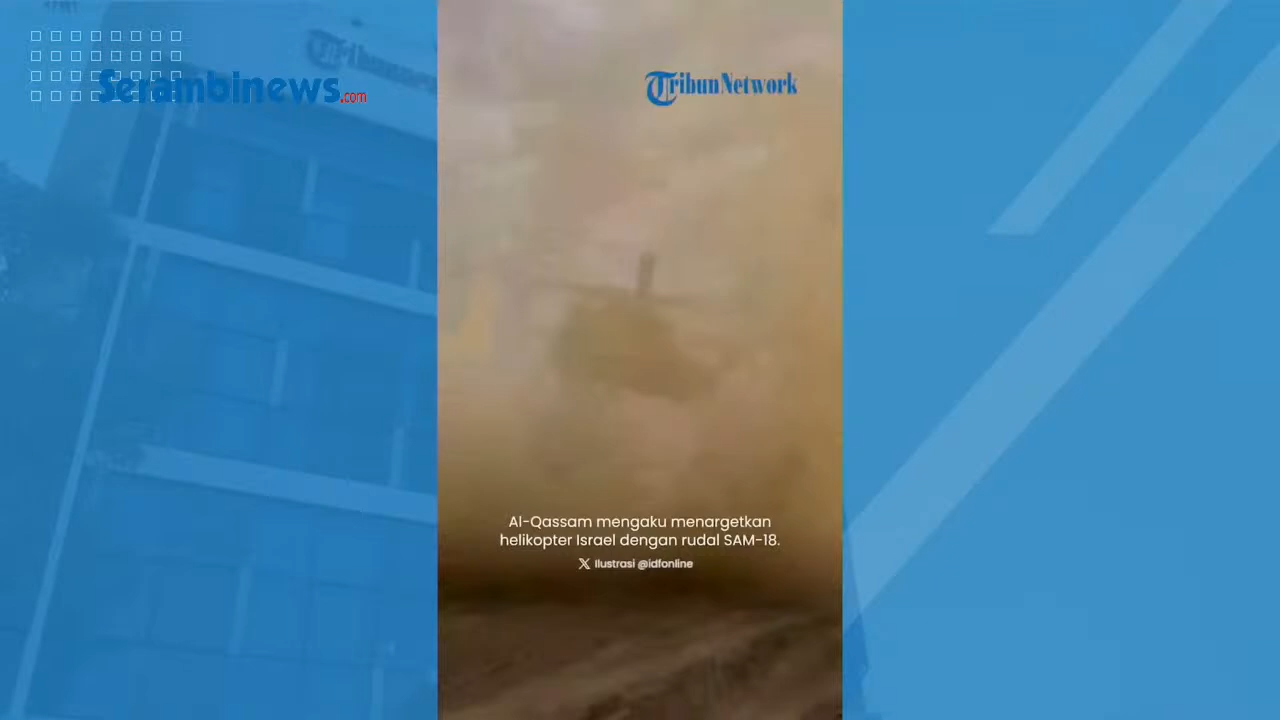 Serambinews.com
TribunNetwork
Al-Qassam mengaku menargetkan
helikopter Israel dengan rudal SAM-18.
X Ilustrasi @idfonline